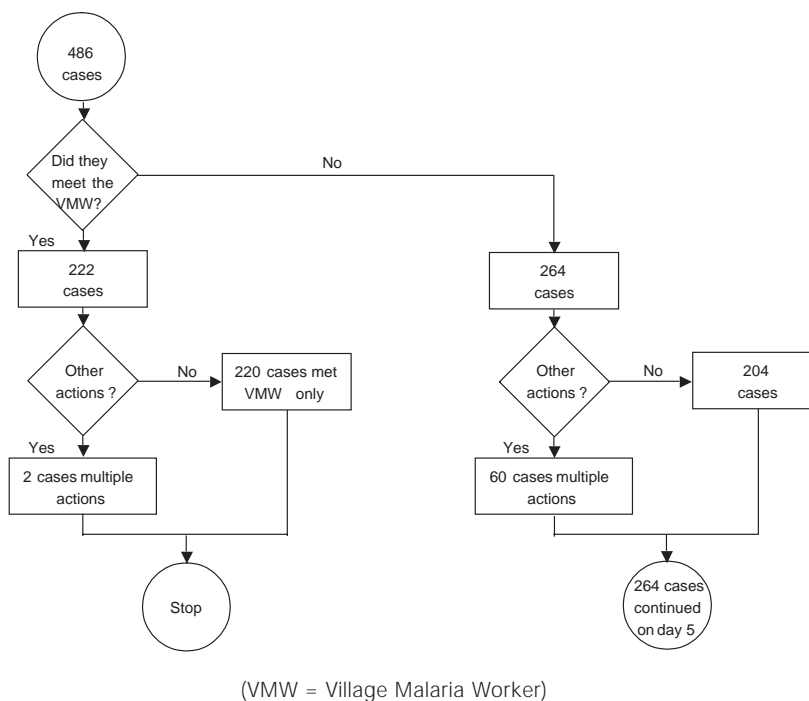 486
cases
Did they
meet the
VMW?
No
Yes
222
cases
264
cases
Other
actions ?
No
220 cases met
VMW only
Other
actions ?
No
204
cases
Yes
2 cases multiple
actions
Yes
60 cases multiple
actions
Stop
264 cases
continued
on day 5
(VMW = Village Malaria Worker)